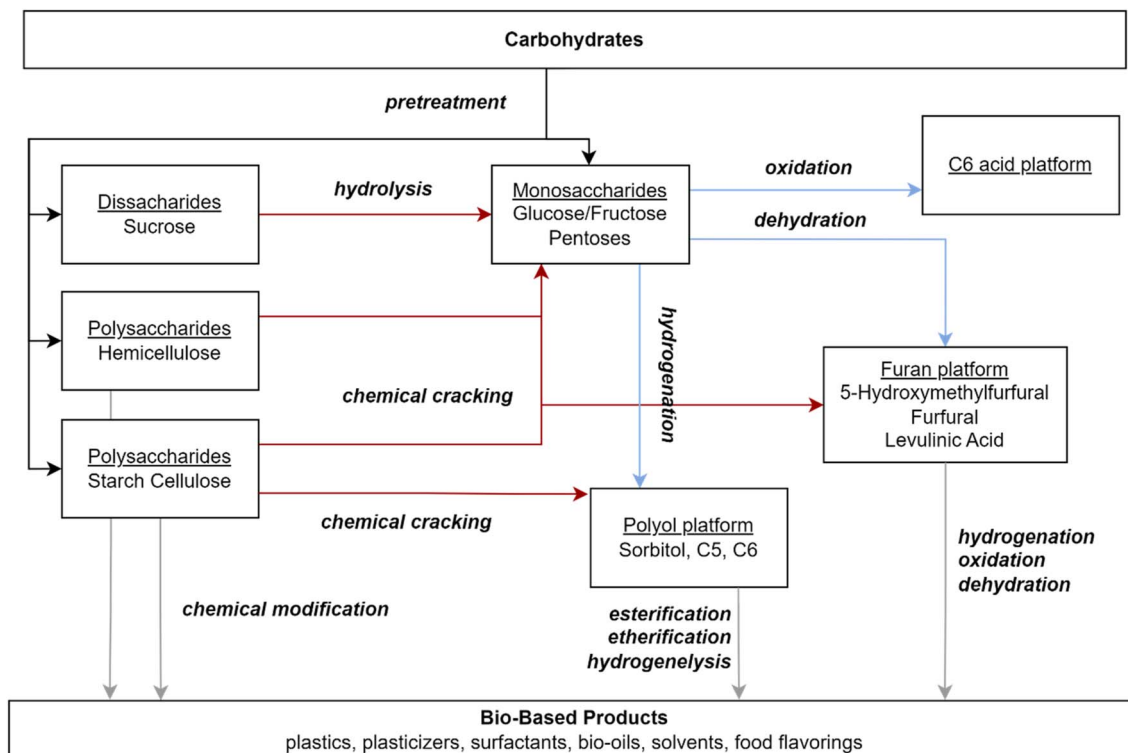 Carbohydrates
pretreatment
Dissacharides
Sucrose
hydrolysis
Monosaccharides
Glucose/Fructose
Pentoses
oxidation
C6 acid platform
dehydration
Polysaccharides
Hemicellulose
hydrogenation
chemical cracking
Furan platform
5-Hydroxymethylfurfural
Furfural
Levulinic Acid
Polysaccharides
Starch Cellulose
chemical cracking
Polyol platform
Sorbitol, C5, C6
chemical modification
esterification
etherification
hydrogenelysis
hydrogenation
oxidation
dehydration
Bio-Based Products
plastics, plasticizers, surfactants, bio-oils, solvents, food flavorings